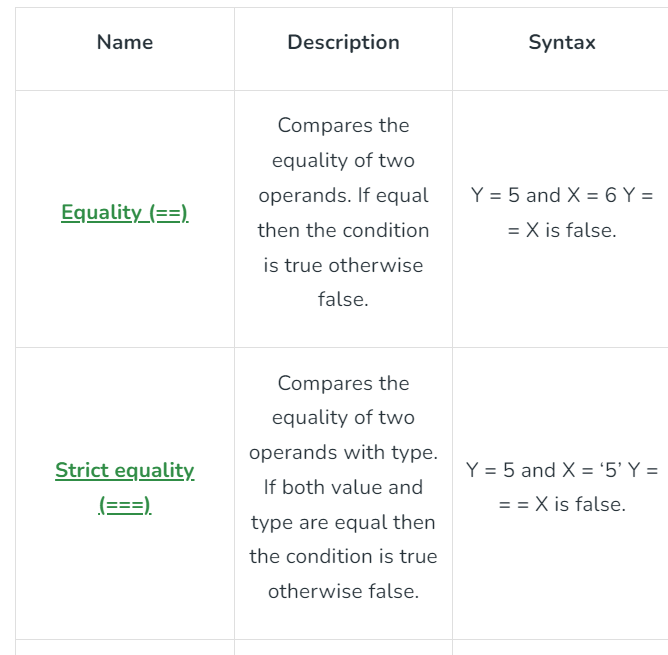 Name
Description
Syntax
Equality (==)
Compares the
equality of two
operands. If equal
then the condition
is true otherwise
false.
Y = 5 and X = 6 Y =
= X is false.
Strict equality
(===)
Compares the
equality of two
operands with type.
If both value and
type are equal then
the condition is true
otherwise false.
Y = 5 and X = ‘5’ Y =
= = X is false.